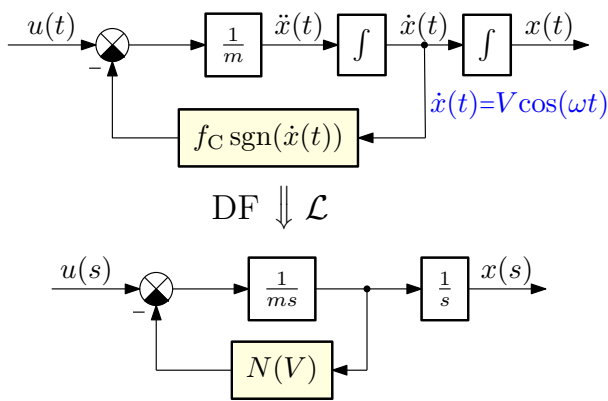 u(t) − 1/m ẍ(t) ∫ ẋ(t) ∫ x(t)
ẋ(t)=V cos(ωt)
f_C sgn(ẋ(t))
DF ⇓ ℒ
u(s) − 1/ms 1/s x(s)
N(V)